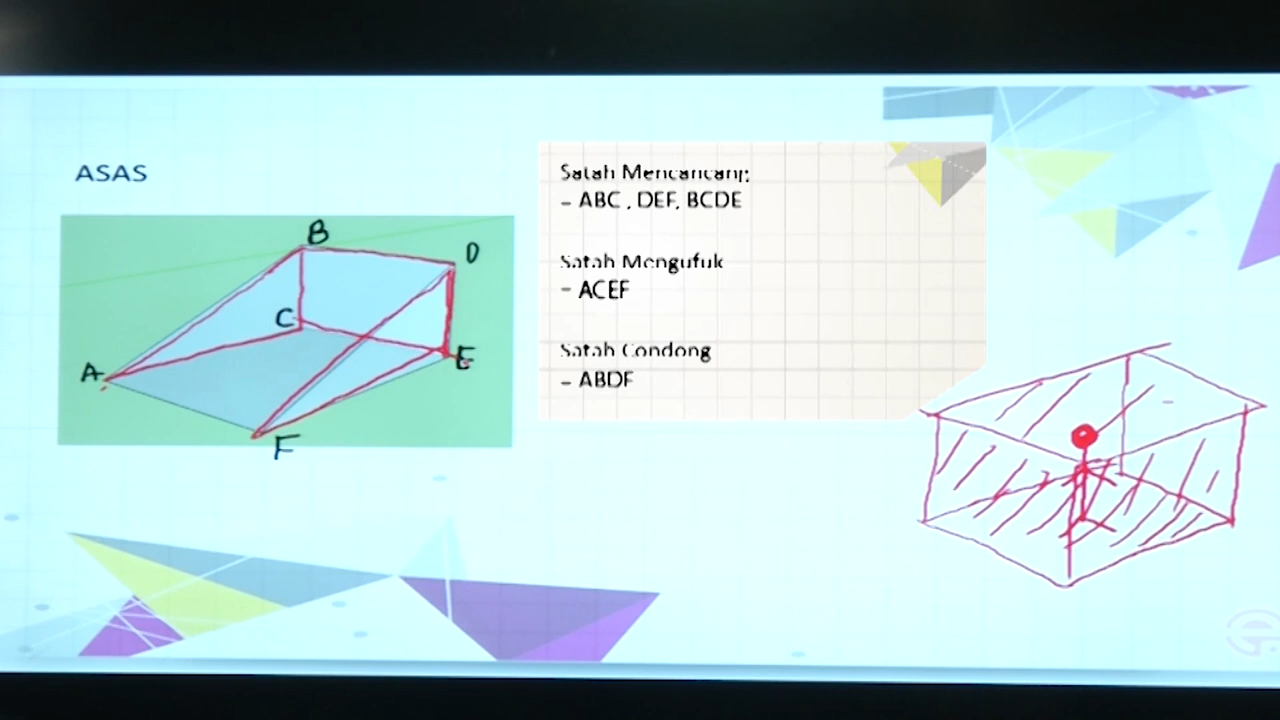 ASAS
B
D
C
A
E
F
Satah Mencancang
- ABC , DEF, BCDE
Satah Mengufuk
- ACEF
Satah Condong
- ABDF